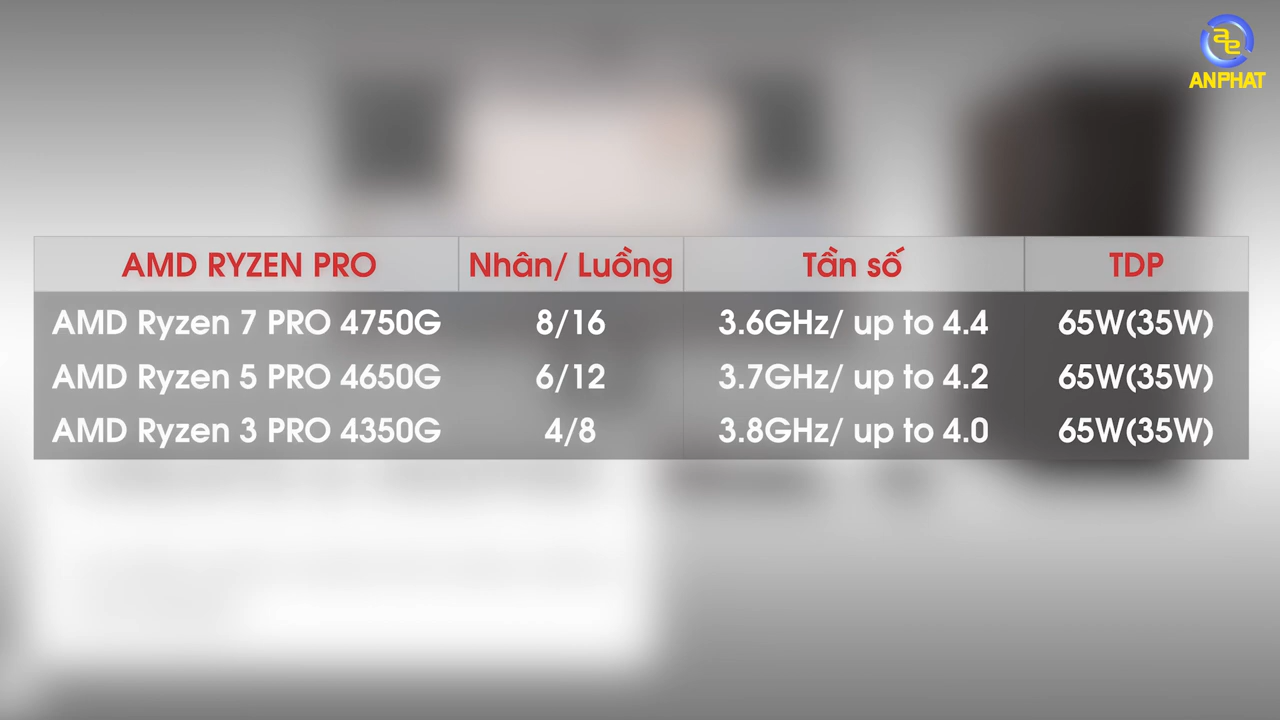 ae
ANPHAT
AMD RYZEN PRO Nhân/ Luồng Tần số TDP
AMD Ryzen 7 PRO 4750G 8/16 3.6GHz/ up to 4.4 65W(35W)
AMD Ryzen 5 PRO 4650G 6/12 3.7GHz/ up to 4.2 65W(35W)
AMD Ryzen 3 PRO 4350G 4/8 3.8GHz/ up to 4.0 65W(35W)